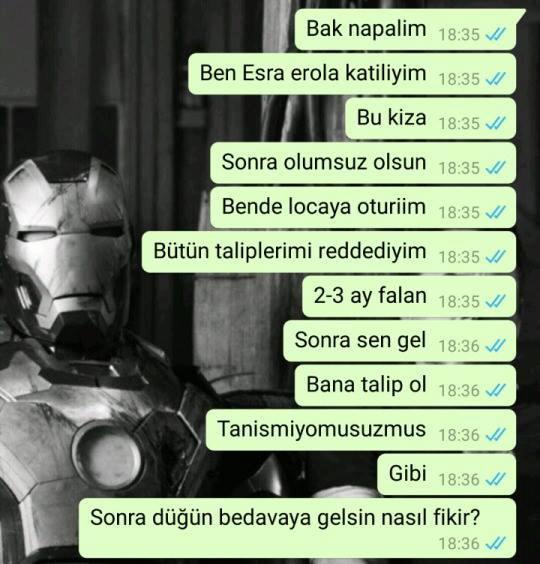 Bak napalim 18:35
Ben Esra erola katiliyim 18:35
Bu kiza 18:35
Sonra olumsuz olsun 18:35
Bende locaya oturiim 18:35
Bütün taliplerimi reddediyim 18:35
2-3 ay falan 18:35
Sonra sen gel 18:36
Bana talip ol 18:36
Tanismiyomusuzmus 18:36
Gibi 18:36
Sonra düğün bedavaya gelsin nasıl fikir?
18:36